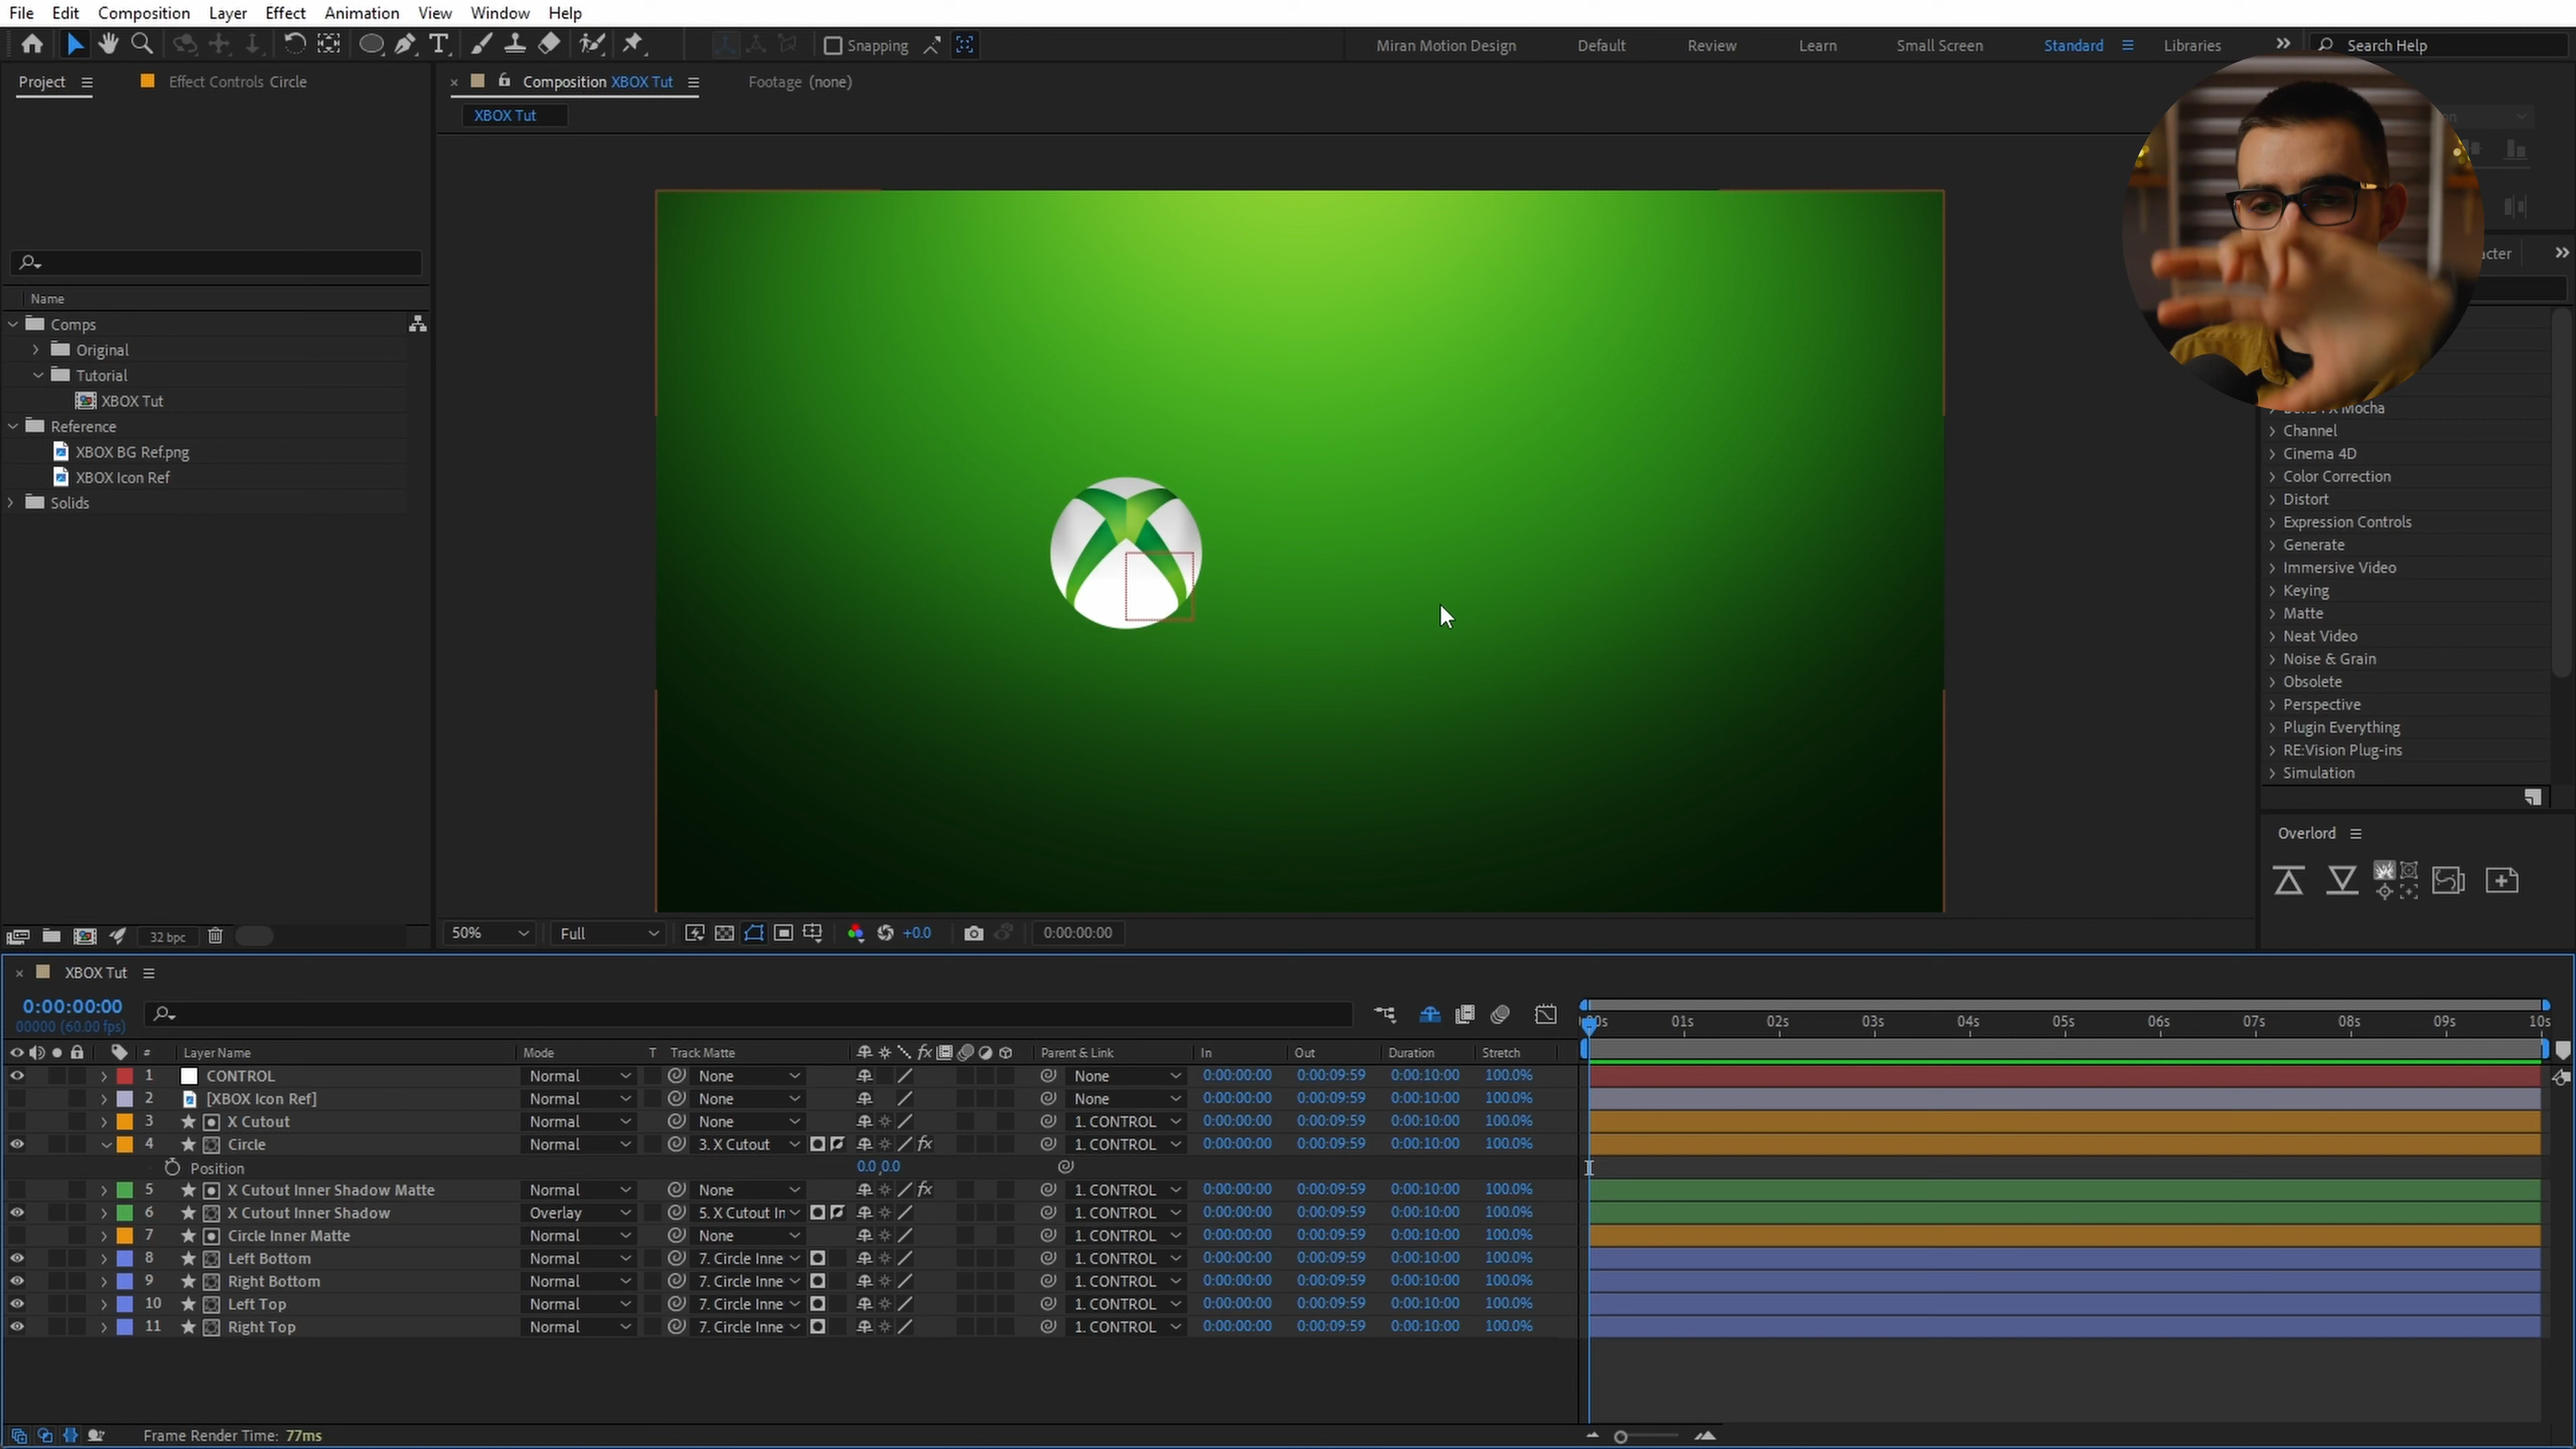 File Edit Composition Layer Effect Animation View Window Help
Snapping Miran Motion Design Default Review Learn Small Screen Standard Libraries Search Help
Project Effect Controls Circle Composition XBOX Tut Footage (none)
XBOX Tut
Name
Comps
Original
Tutorial
XBOX Tut
Reference
XBOX BG Ref.png
XBOX Icon Ref
Solids
Mocha
Channel
Cinema 4D
Color Correction
Distort
Expression Controls
Generate
Immersive Video
Keying
Matte
Neat Video
Noise & Grain
Obsolete
Perspective
Plugin Everything
RE:Vision Plug-ins
Simulation
Overlord
32 bpc 50% Full +0.0 0:00:00:00
XBOX Tut
0:00:00:00
00000 (60.00 fps)
00s 01s 02s 03s 04s 05s 06s 07s 08s 09s 10s
# Layer Name Mode T Track Matte fx Parent & Link In Out Duration Stretch
1 CONTROL Normal None None 0:00:00:00 0:00:09:59 0:00:10:00 100.0%
2 [XBOX Icon Ref] Normal None None 0:00:00:00 0:00:09:59 0:00:10:00 100.0%
3 X Cutout Normal None 1. CONTROL 0:00:00:00 0:00:09:59 0:00:10:00 100.0%
4 Circle Normal 3. X Cutout fx 1. CONTROL 0:00:00:00 0:00:09:59 0:00:10:00 100.0%
Position 0.0,0.0
5 X Cutout Inner Shadow Matte Normal None fx 1. CONTROL 0:00:00:00 0:00:09:59 0:00:10:00 100.0%
6 X Cutout Inner Shadow Overlay 5. X Cutout In 1. CONTROL 0:00:00:00 0:00:09:59 0:00:10:00 100.0%
7 Circle Inner Matte Normal None 1. CONTROL 0:00:00:00 0:00:09:59 0:00:10:00 100.0%
8 Left Bottom Normal 7. Circle Inne 1. CONTROL 0:00:00:00 0:00:09:59 0:00:10:00 100.0%
9 Right Bottom Normal 7. Circle Inne 1. CONTROL 0:00:00:00 0:00:09:59 0:00:10:00 100.0%
10 Left Top Normal 7. Circle Inne 1. CONTROL 0:00:00:00 0:00:09:59 0:00:10:00 100.0%
11 Right Top Normal 7. Circle Inne 1. CONTROL 0:00:00:00 0:00:09:59 0:00:10:00 100.0%
Frame Render Time: 77ms